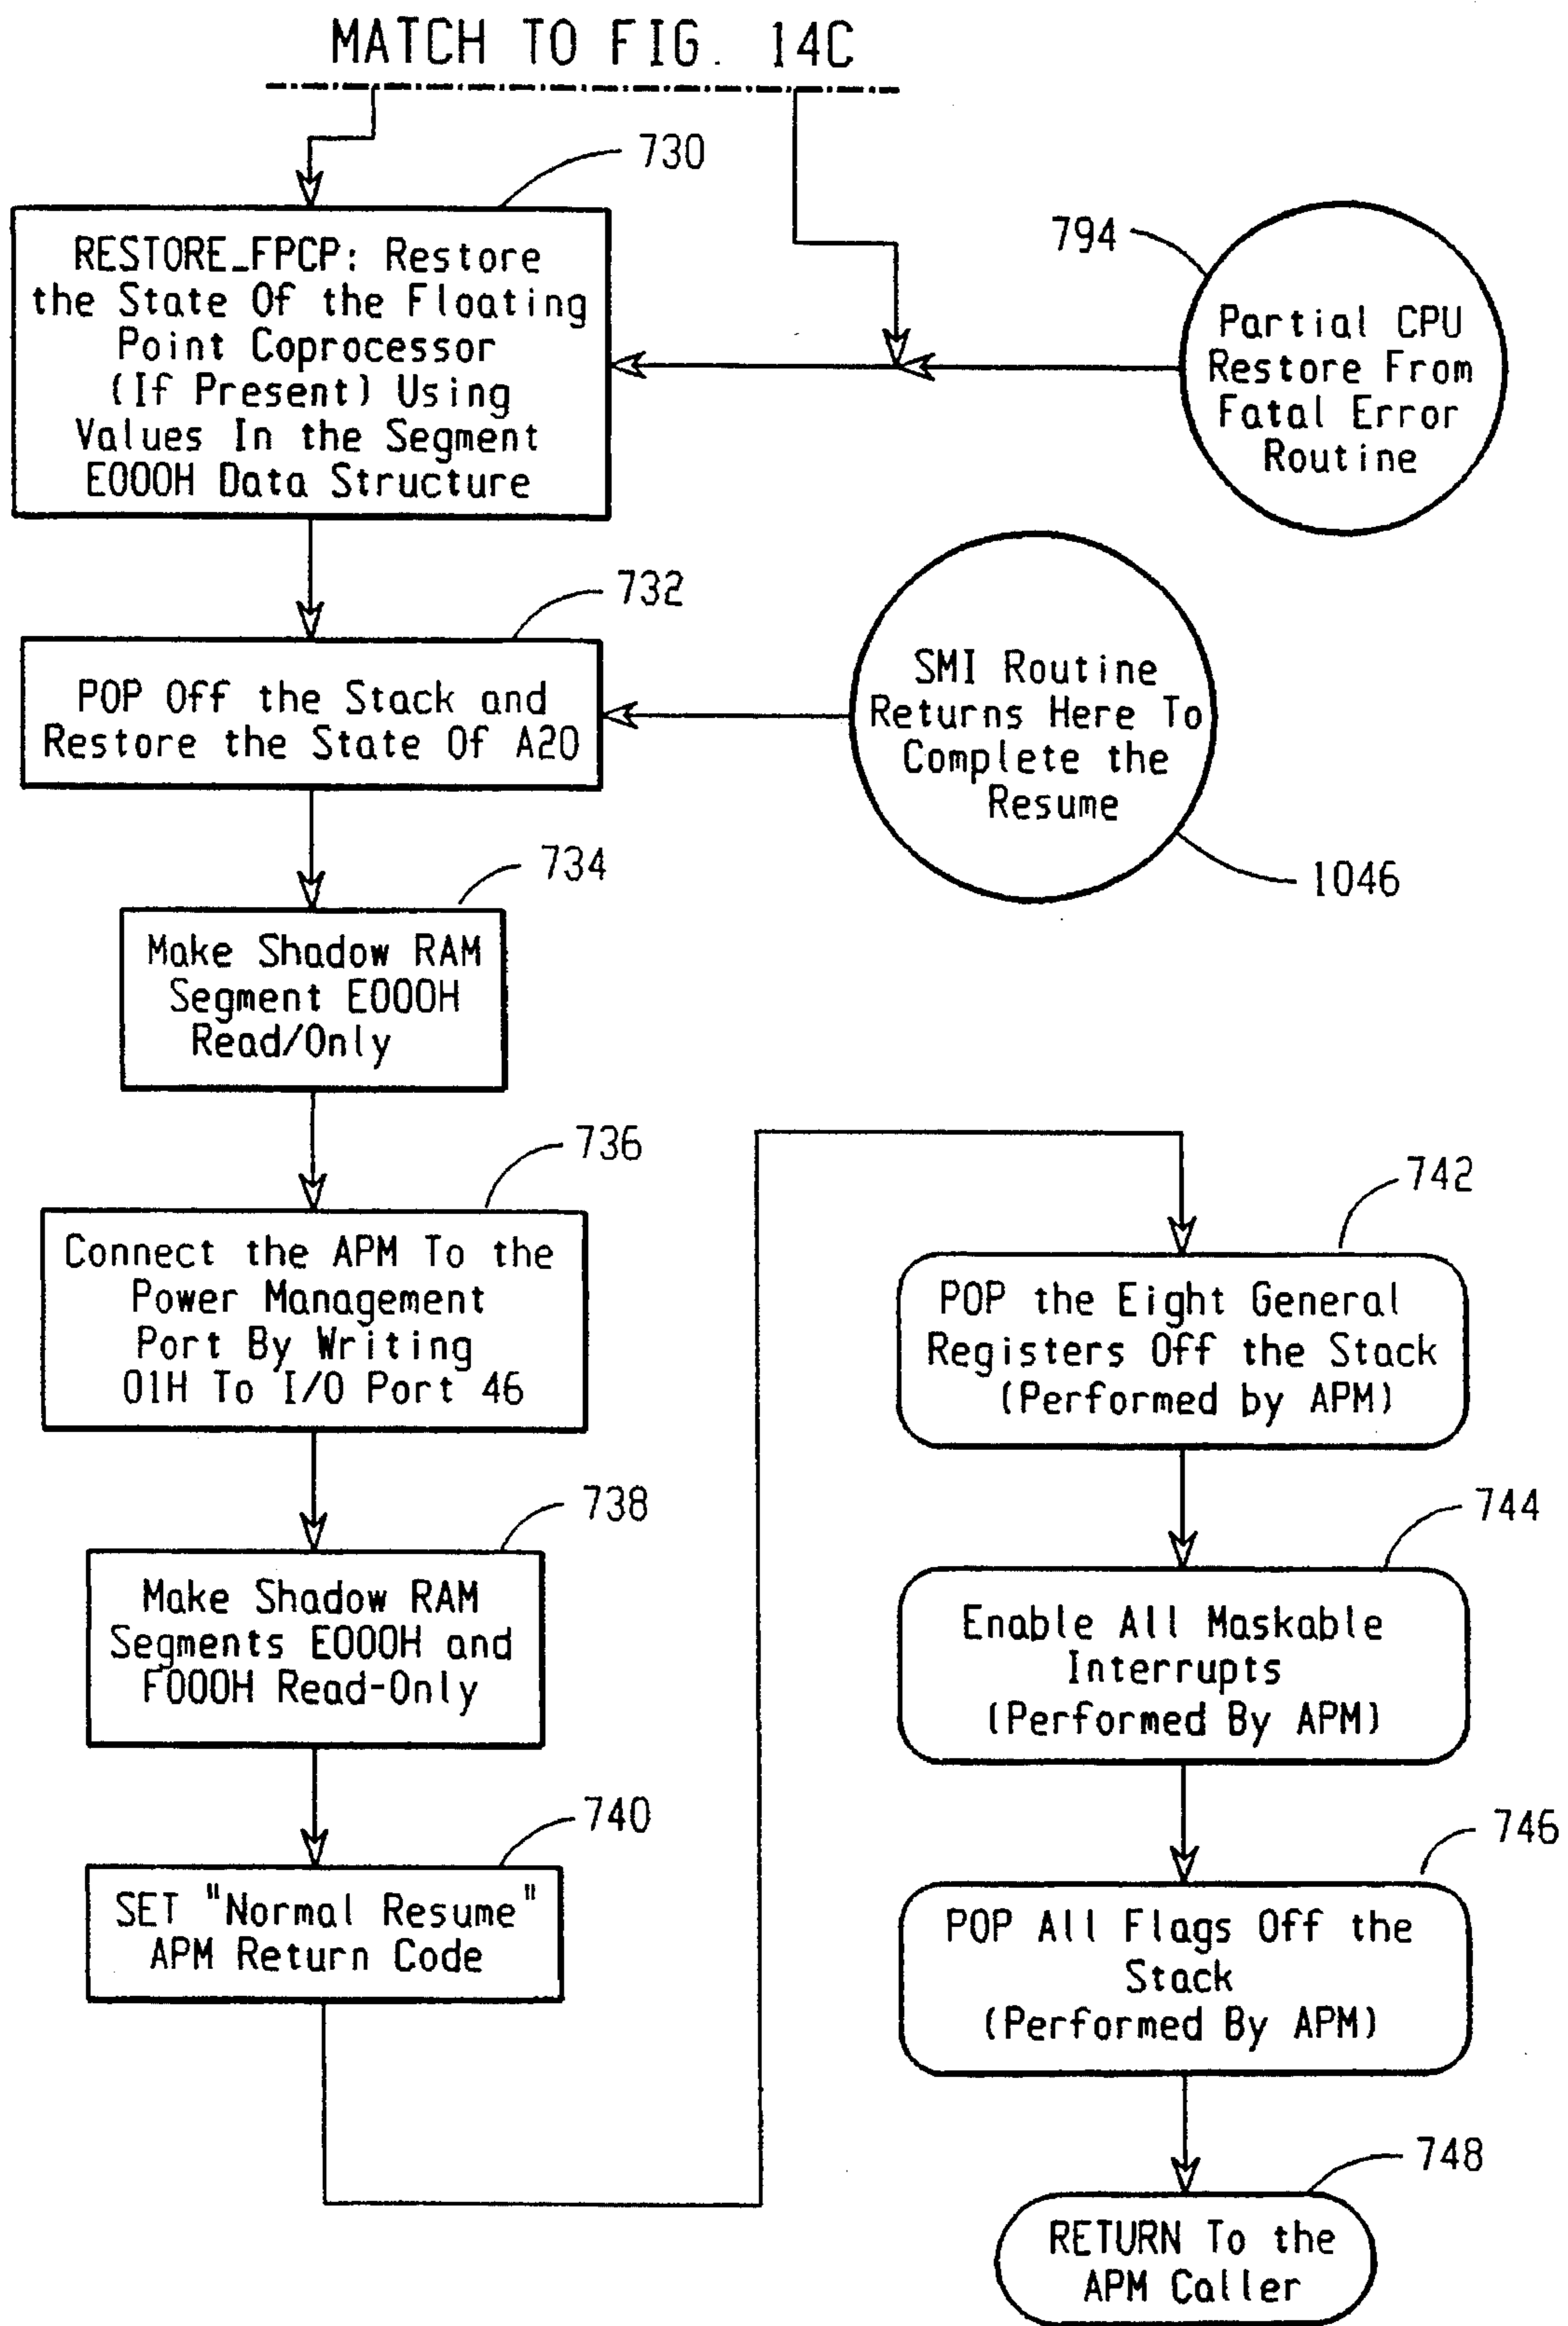 MATCH TO FIG. 14C
730
RESTORE_FPCP: Restore
the State Of the Floating
Point Coprocessor
(If Present) Using
Values In the Segment
E000H Data Structure
794
Partial CPU
Restore From
Fatal Error
Routine
732
POP Off the Stack and
Restore the State Of A20
SMI Routine
Returns Here To
Complete the
Resume
1046
734
Make Shadow RAM
Segment E000H
Read/Only
736
Connect the APM To the
Power Management
Port By Writing
01H To I/O Port 46
738
Make Shadow RAM
Segments E000H and
F000H Read-Only
740
SET "Normal Resume"
APM Return Code
742
POP the Eight General
Registers Off the Stack
(Performed by APM)
744
Enable All Maskable
Interrupts
(Performed By APM)
746
POP All Flags Off the
Stack
(Performed By APM)
748
RETURN To the
APM Caller